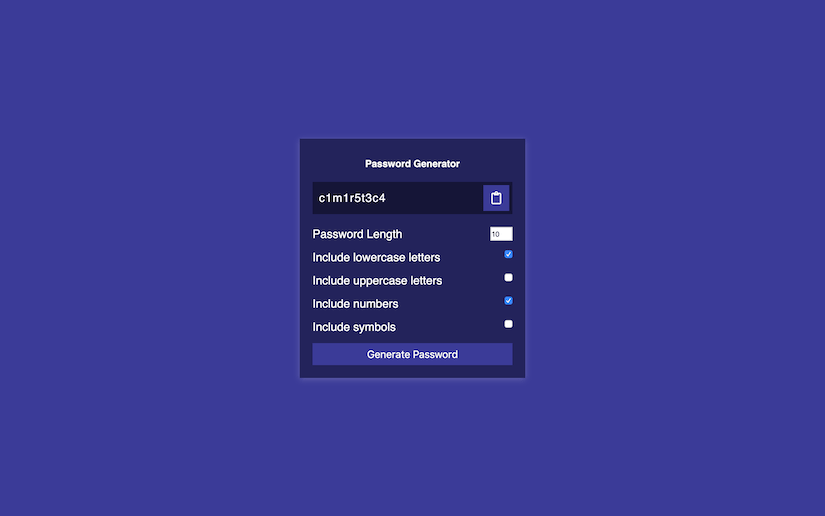 Password Generator
c1m1r5t3c4
Password Length 10
Include lowercase letters
Include uppercase letters
Include numbers
Include symbols
Generate Password